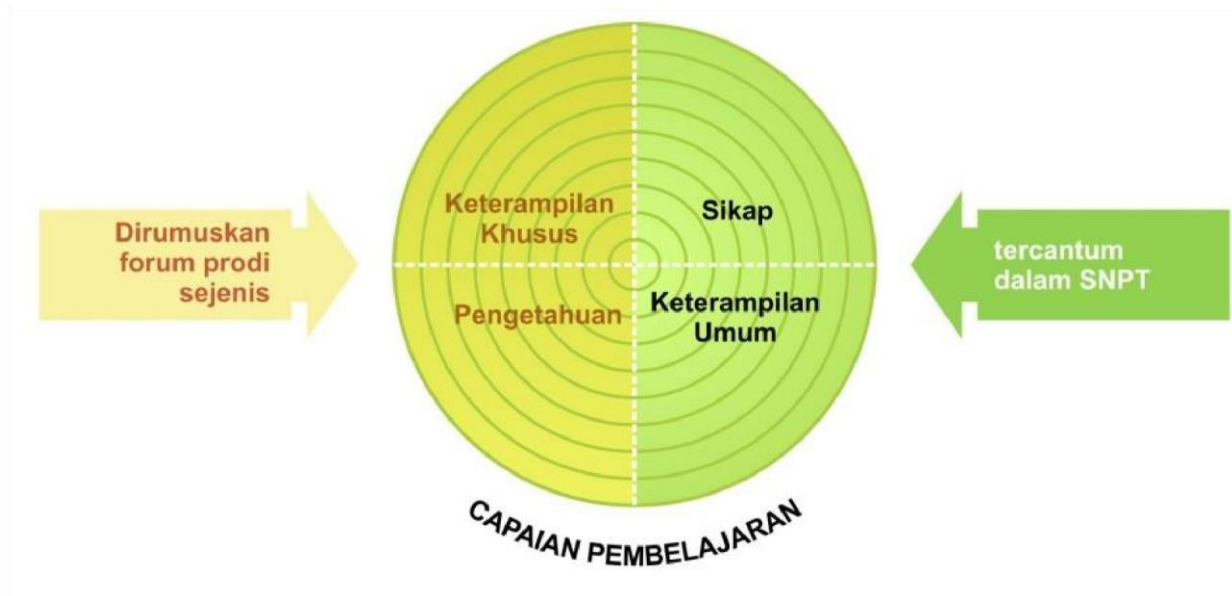 Dirumuskan
forum prodi
sejenis
Keterampilan
Khusus
Sikap
Pengetahuan
Keterampilan
Umum
tercantum
dalam SNPT
CAPAIAN PEMBELAJARAN